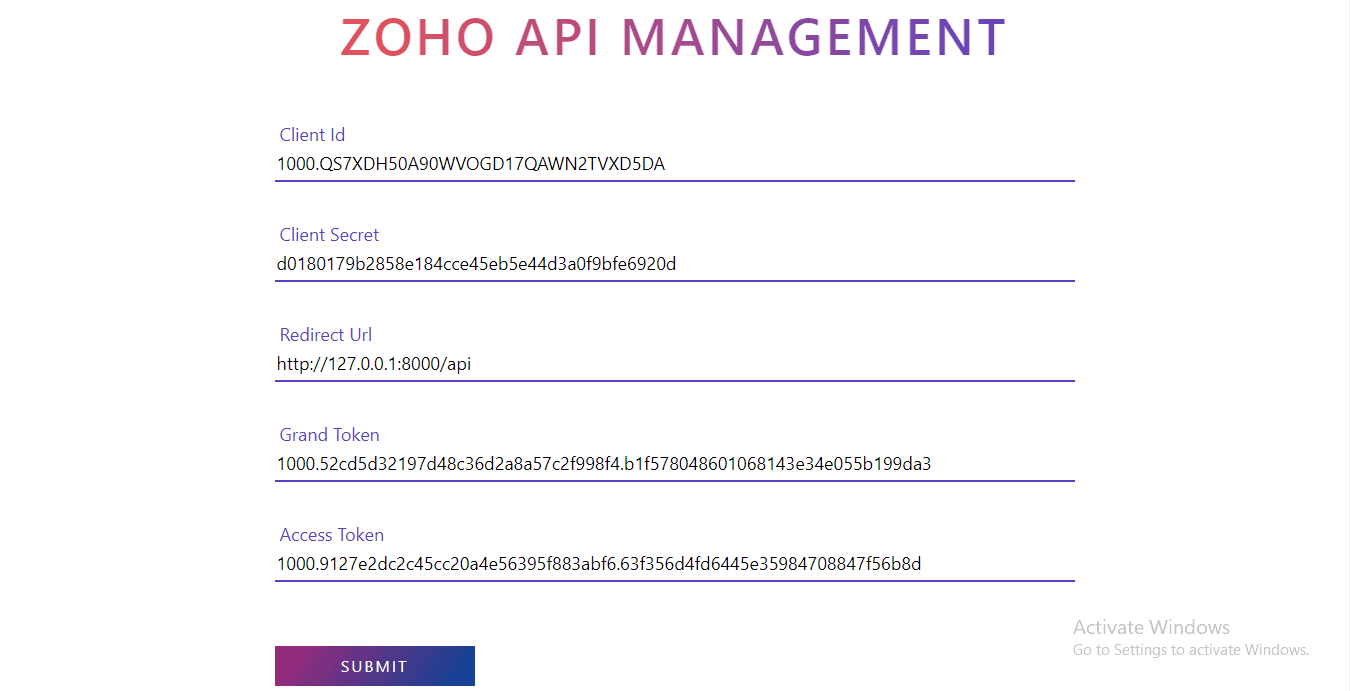 ZOHO API MANAGEMENT
Client Id
1000.QS7XDH50A90WVOGD17QAWN2TVXD5DA
Client Secret
d0180179b2858e184cce45eb5e44d3a0f9bfe6920d
Redirect Url
http://127.0.0.1:8000/api
Grand Token
1000.52cd5d32197d48c36d2a8a57c2f998f4.b1f578048601068143e34e055b199da3
Access Token
1000.9127e2dc2c45cc20a4e56395f883abf6.63f356d4fd6445e35984708847f56b8d
SUBMIT
Activate Windows
Go to Settings to activate Windows.